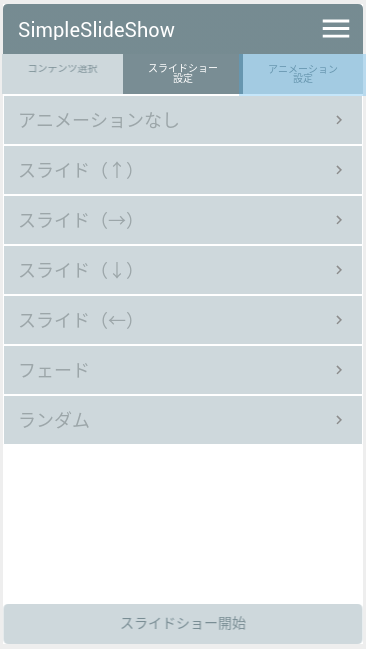 SimpleSlideShow
コンテンツ選択
スライドショー
設定
アニメーション
設定
アニメーションなし
スライド（↑）
スライド（→）
スライド（↓）
スライド（←）
フェード
ランダム
スライドショー開始